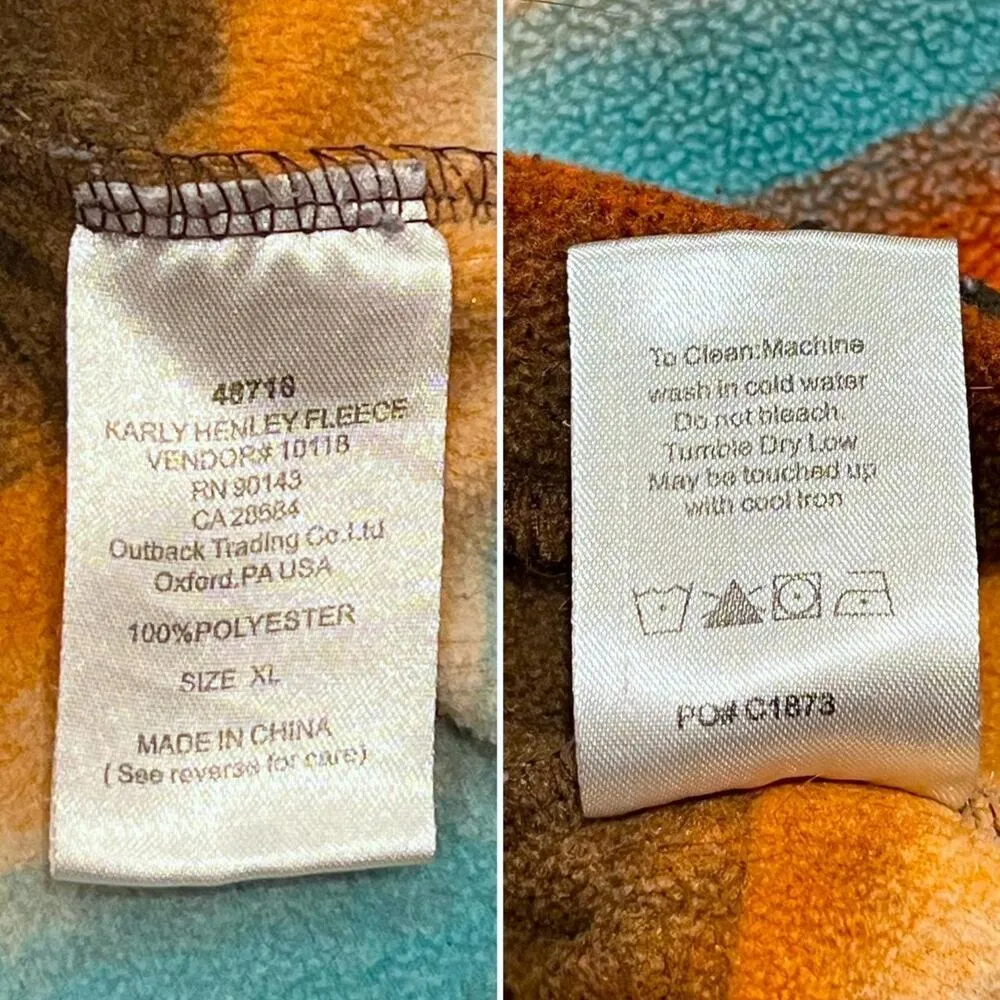 48718
KARLY HENLEY FLEECE
VENDOR# 10118
RN 90143
CA 28684
Outback Trading Co.Ltd
Oxford,PA USA
100%POLYESTER
SIZE XL
MADE IN CHINA
( See reverse for care)
To Clean:Machine
wash in cold water
Do not bleach.
Tumble Dry Low
May be touched up
with cool Iron
PO# C1873